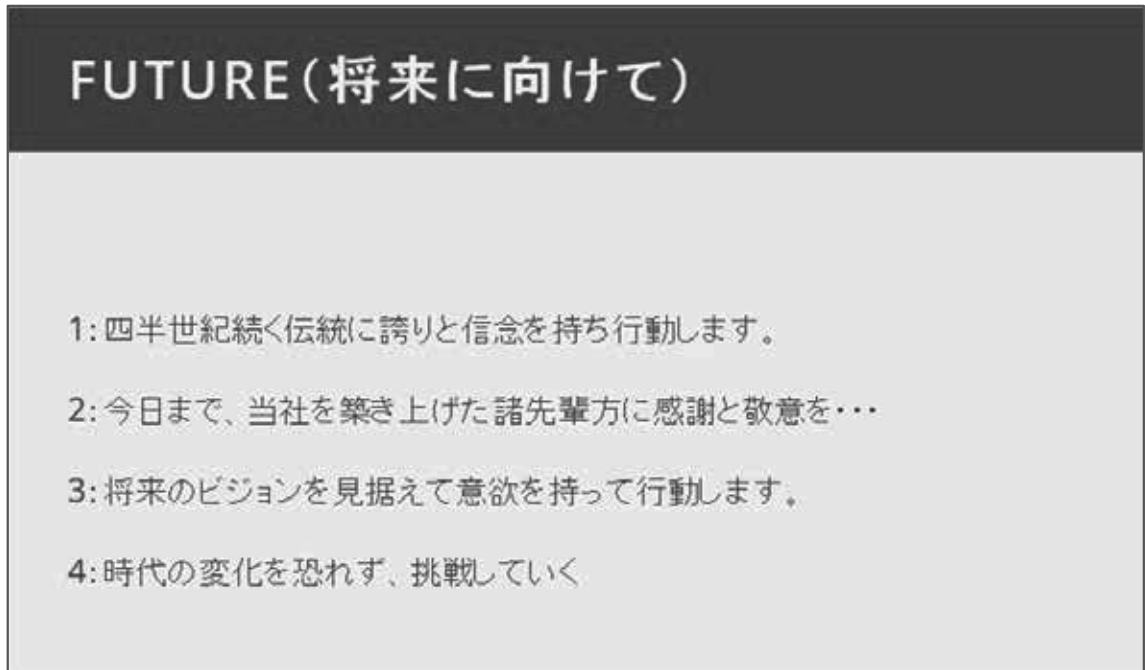 FUTURE(将来に向けて)
1:四半世紀続く伝統に誇りと信念を持ち行動します。
2:今日まで、当社を築き上げた諸先輩方に感謝と敬意を・・・
3:将来のビジョンを見据えて意欲を持って行動します。
4:時代の変化を恐れず、挑戦していく